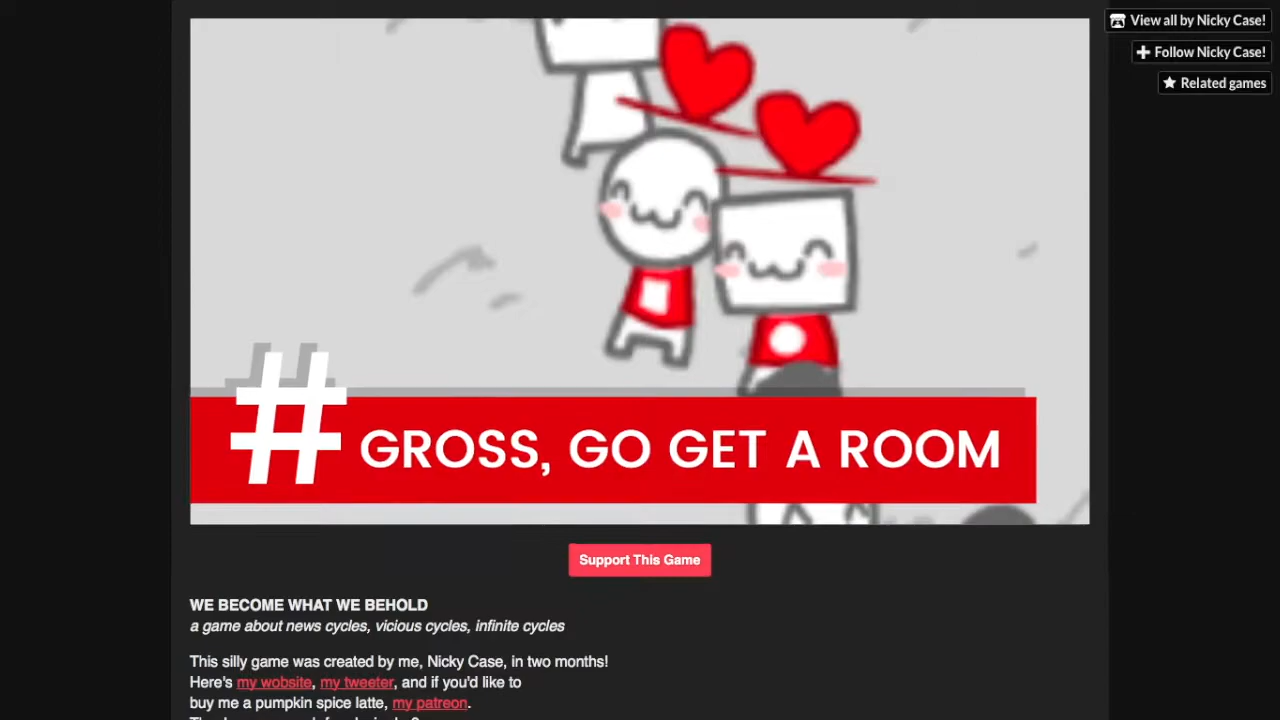 View all by Nicky Case!
Follow Nicky Case!
Related games
# GROSS, GO GET A ROOM
Support This Game
WE BECOME WHAT WE BEHOLD
a game about news cycles, vicious cycles, infinite cycles
This silly game was created by me, Nicky Case, in two months!
Here's my wobsite, my tweeter, and if you'd like to
buy me a pumpkin spice latte, my patreon.